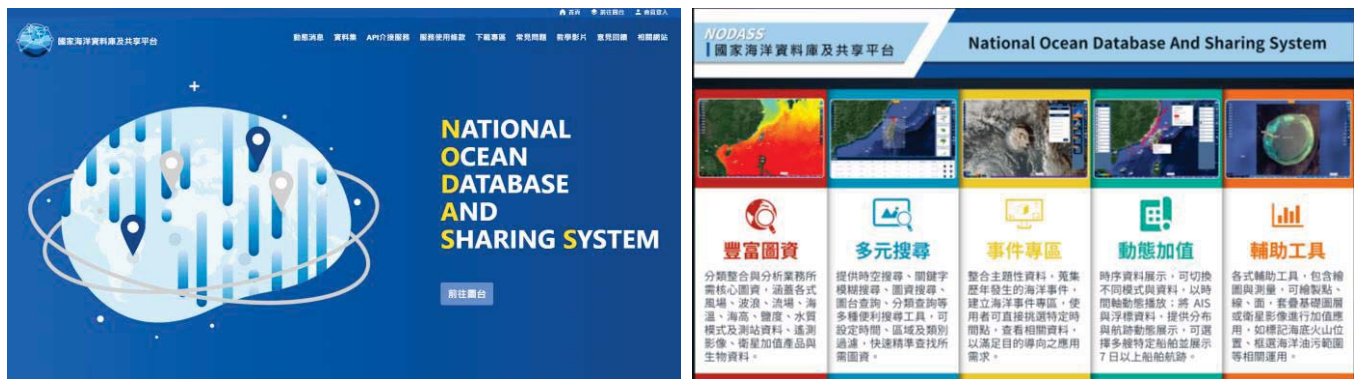 首頁 前往圖台 會員登入
國家海洋資料庫及共享平台
動態消息 資料集 API介接服務 服務使用條款 下載專區 常見問題 教學影片 意見回饋 相關網站
NATIONAL
OCEAN
DATABASE
AND
SHARING SYSTEM
前往圖台
NODASS
國家海洋資料庫及共享平台
National Ocean Database And Sharing System
豐富圖資
分類整合與分析業務所
需核心圖資，涵蓋各式
風場、波浪、流場、海
溫、海高、鹽度、水質
模式及測站資料、遙測
影像、衛星加值產品與
生物資料。
多元搜尋
提供時空搜尋、關鍵字
模糊搜尋、圖資搜尋、
圖台查詢、分類查詢等
多種便利搜尋工具，可
設定時間、區域及類別
過濾，快速精準查找所
需圖資。
事件專區
整合主題性資料，蒐集
歷年發生的海洋事件，
建立海洋事件專區，使
用者可直接挑選特定時
間點，查看相關資料，
以滿足目的導向之應用
需求。
動態加值
時序資料展示，可切換
不同模式與資料，以時
間軸動態播放；將 AIS
與浮標資料，提供分布
與航跡動態展示，可選
擇多艘特定船舶並展示
7 日以上船舶航跡。
輔助工具
各式輔助工具，包含繪
圖與測量，可繪製點、
線、面，套疊基礎圖層
或衛星影像進行加值應
用，如標記海底火山位
置、框選海洋油污範圍
等相關運用。